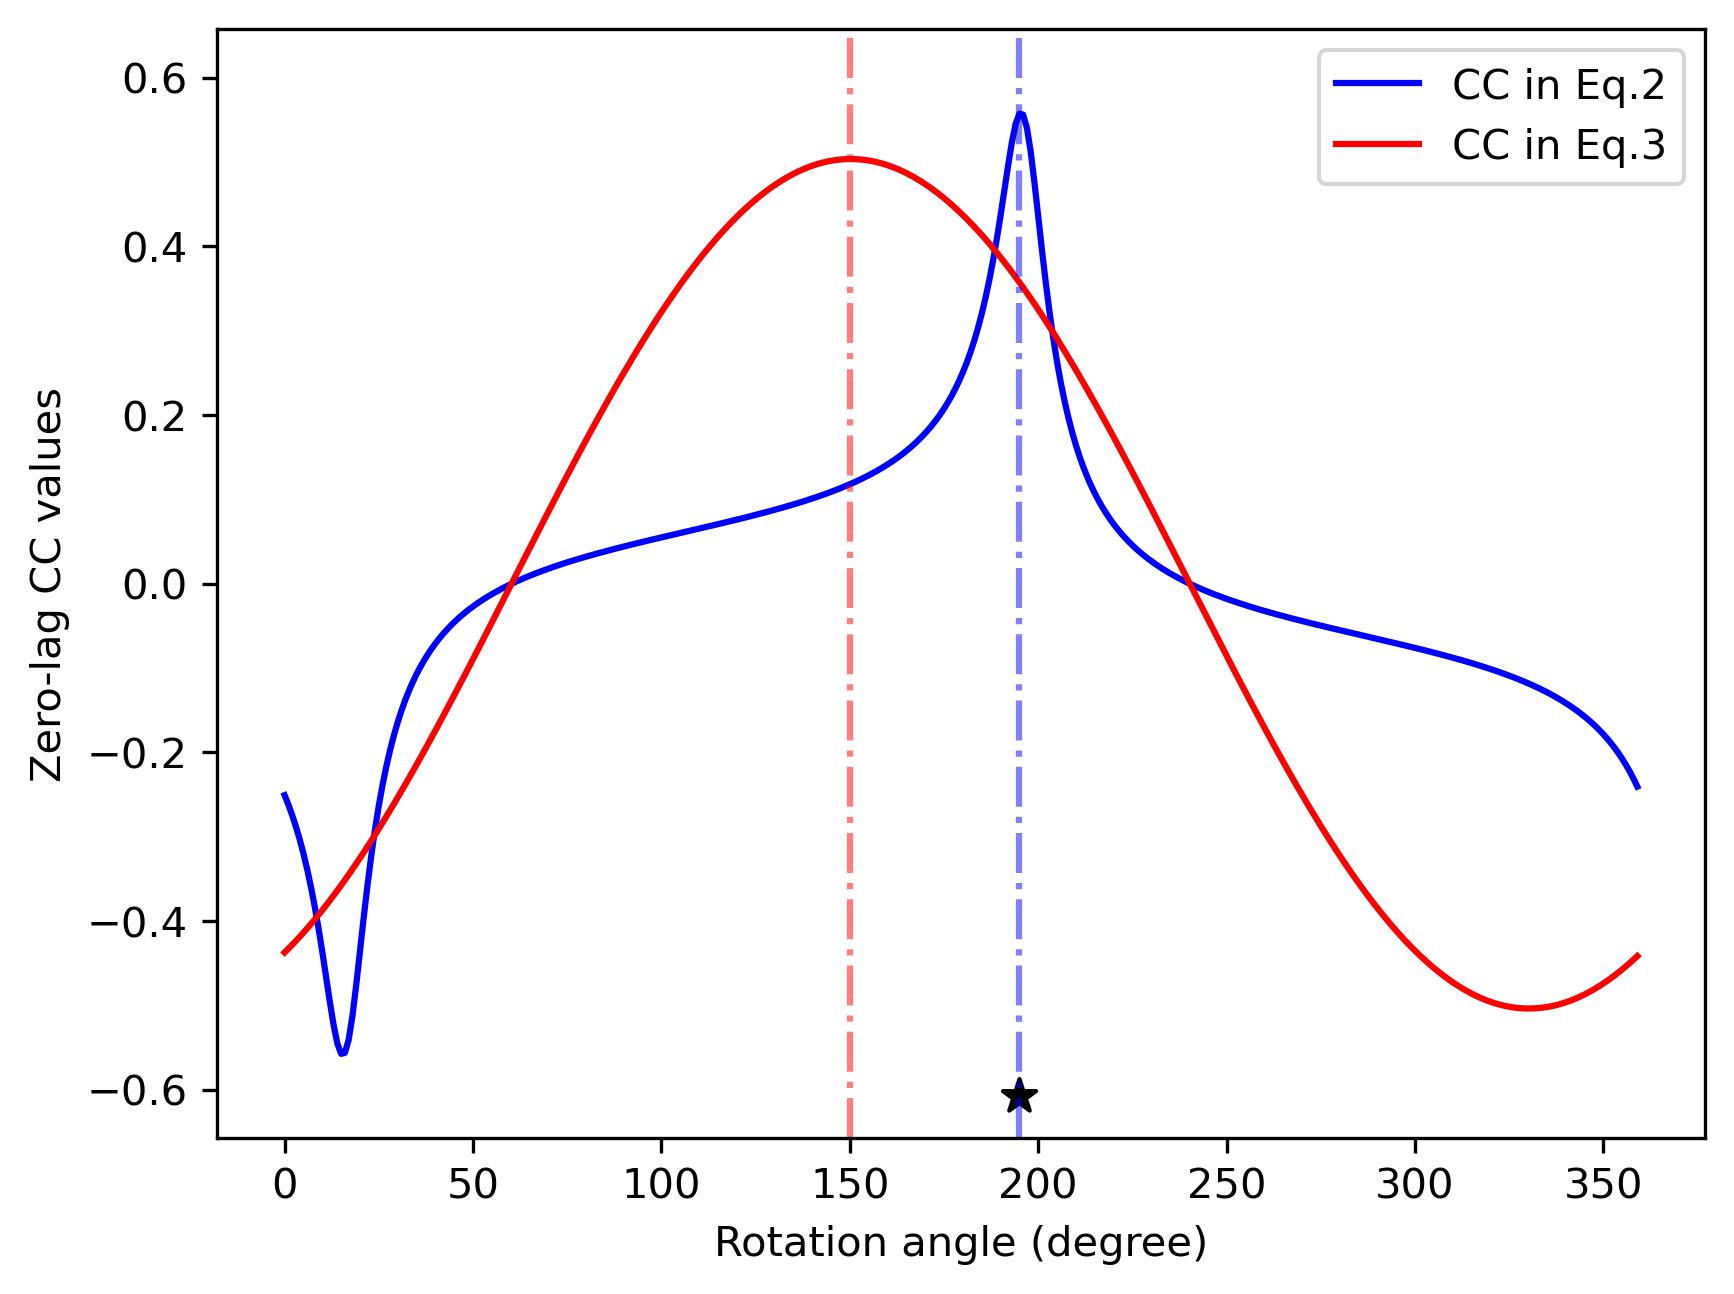 CC in Eq.2
CC in Eq.3
Zero-lag CC values
0.6
0.4
0.2
0.0
−0.2
−0.4
−0.6
0 50 100 150 200 250 300 350
Rotation angle (degree)